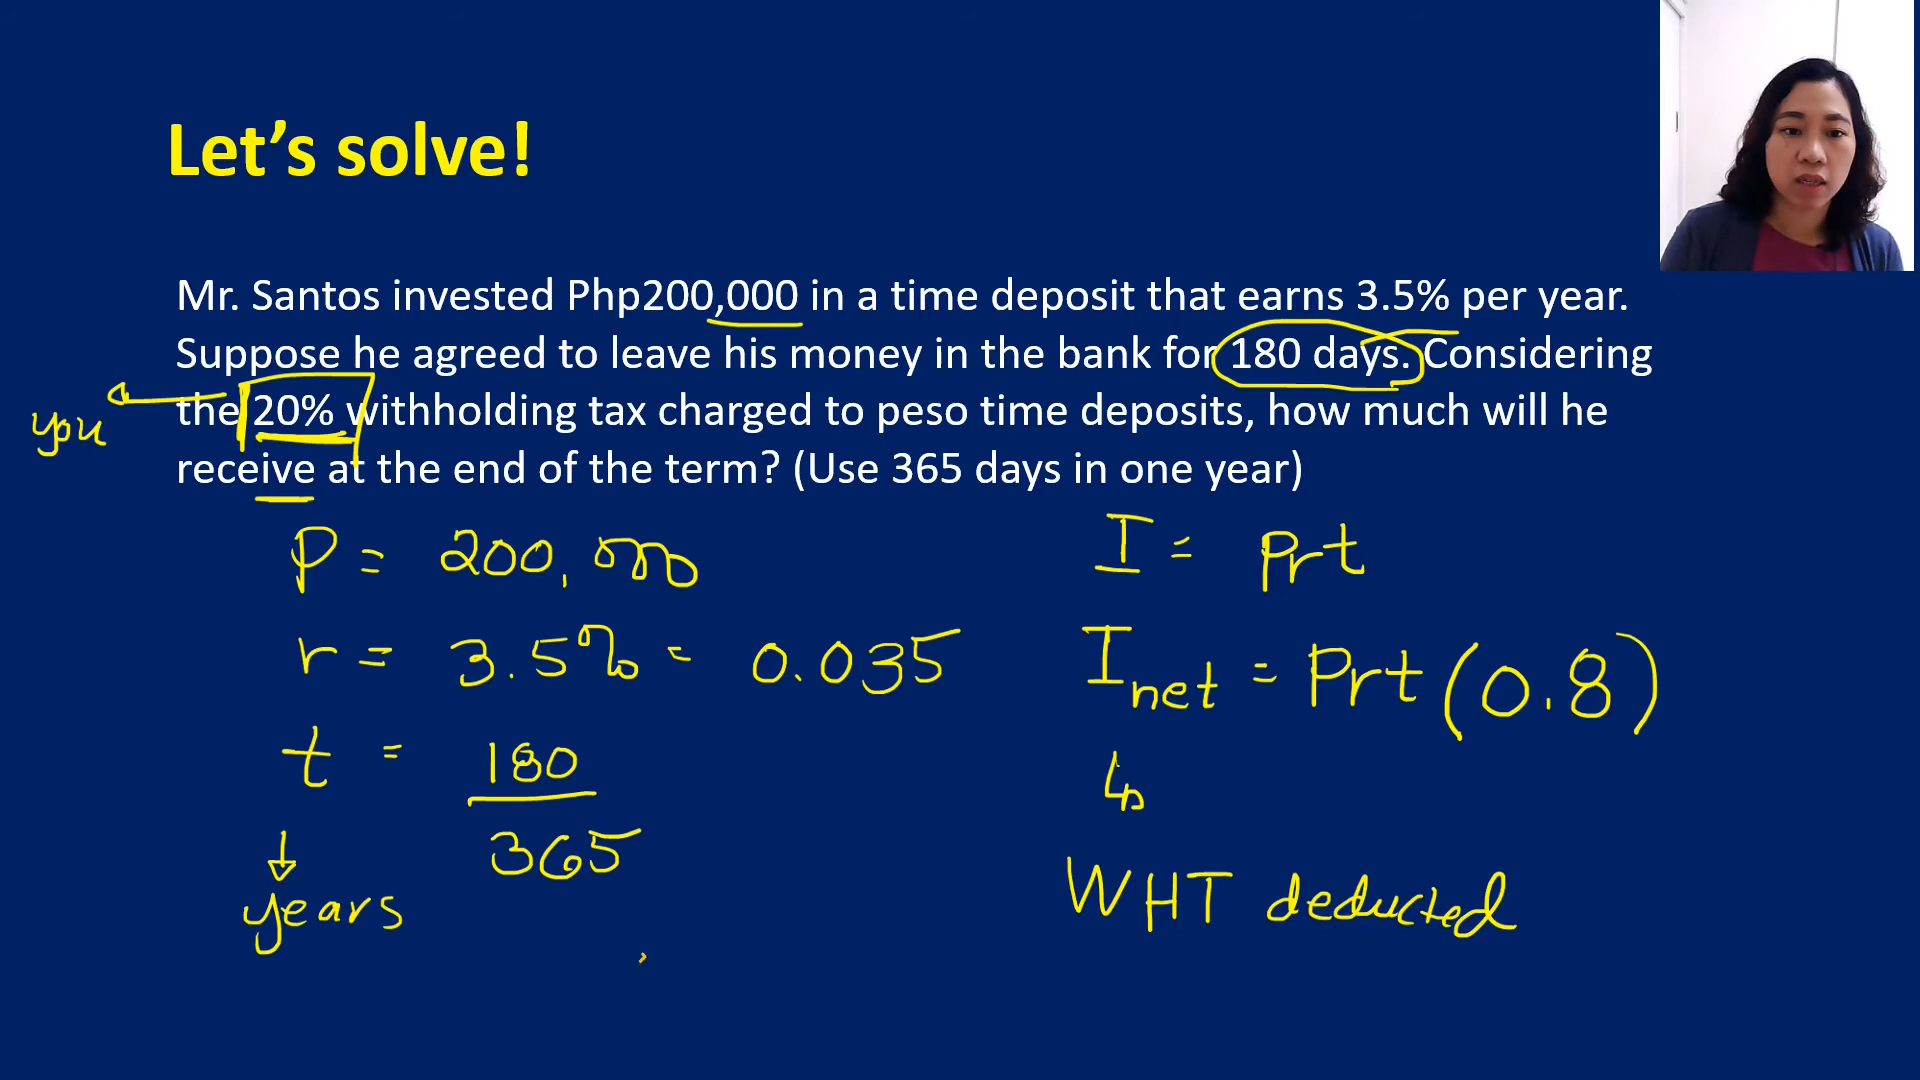 Let's solve!
Mr. Santos invested Php200,000 in a time deposit that earns 3.5% per year.
Suppose he agreed to leave his money in the bank for 180 days. Considering
the 20% withholding tax charged to peso time deposits, how much will he
receive at the end of the term? (Use 365 days in one year)
you
P = 200,000
r = 3.5% = 0.035
t = 180
365
years
I = Prt
I net = Prt (0.8)
WHT deducted